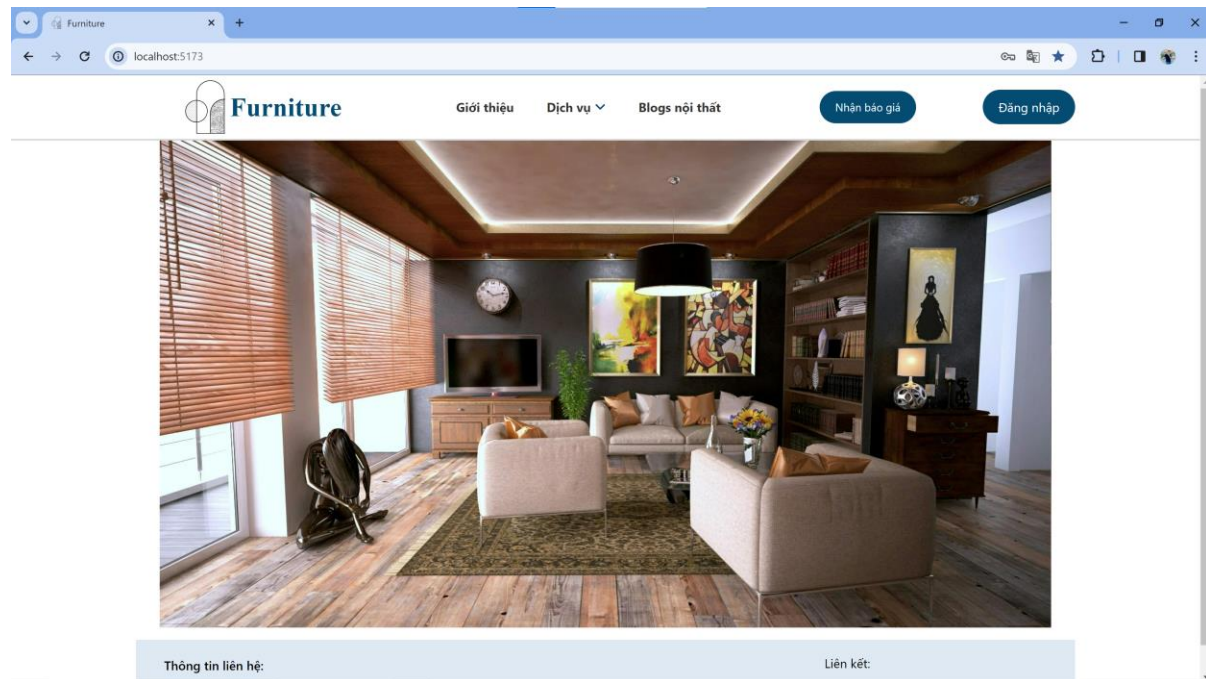 Furniture
localhost:5173
Furniture Giới thiệu Dịch vụ Blogs nội thất Nhận báo giá Đăng nhập
Thông tin liên hệ: Liên kết: